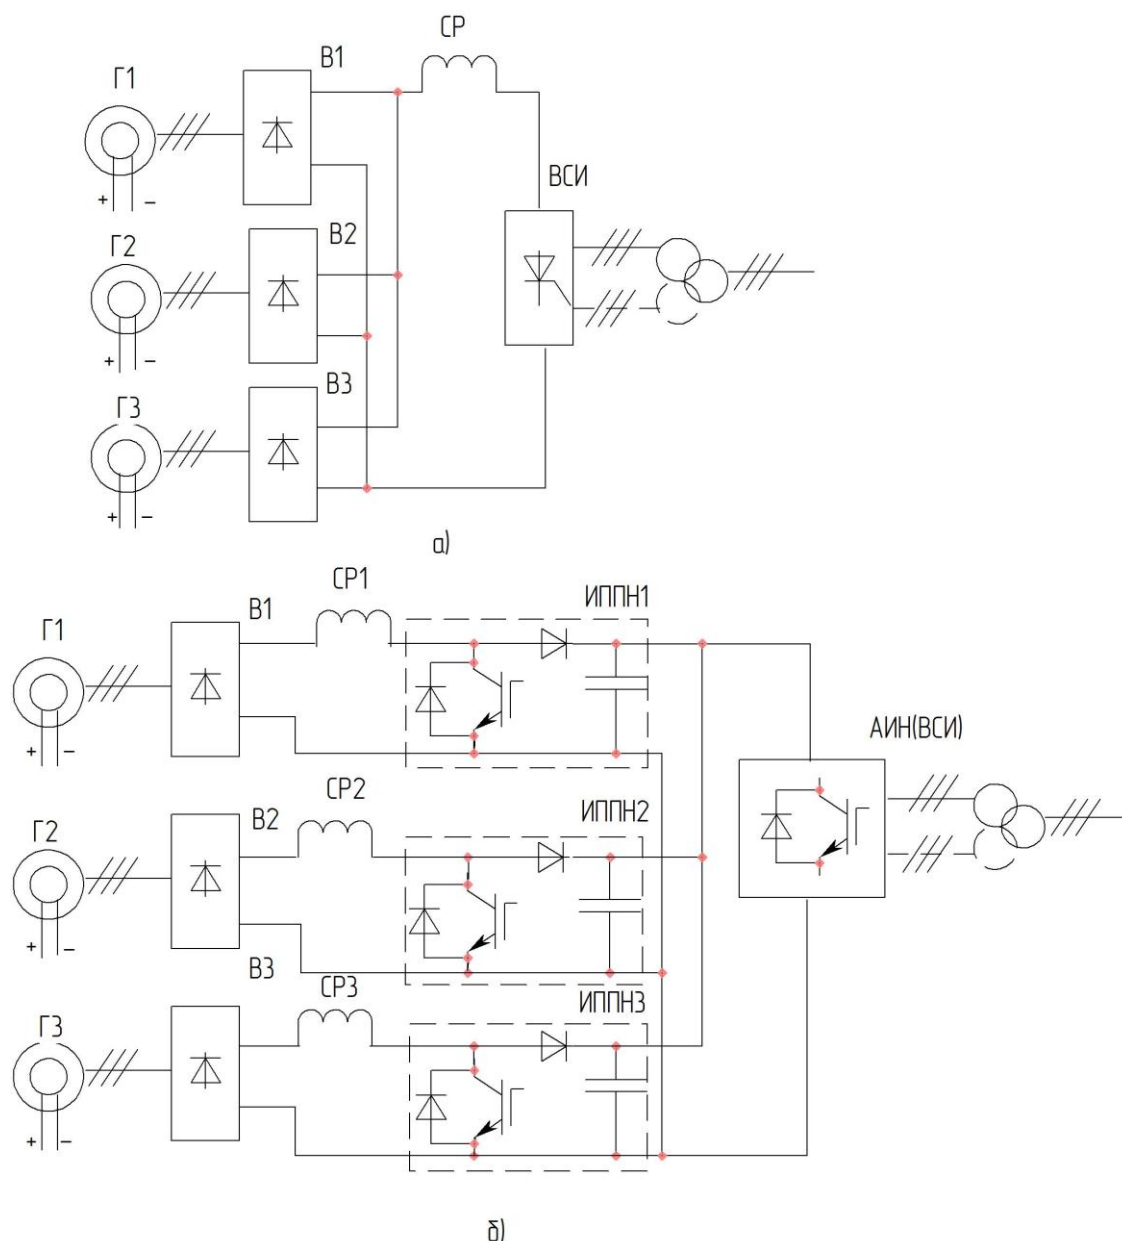 СР
В1
Г1
+ −
ВСИ
В2
Г2
+ −
В3
Г3
+ −
а)
СР1
ИППН1
В1
Г1
+ −
АИН(ВСИ)
СР2
ИППН2
В2
Г2
+ −
В3
СР3
ИППН3
Г3
+ −
б)